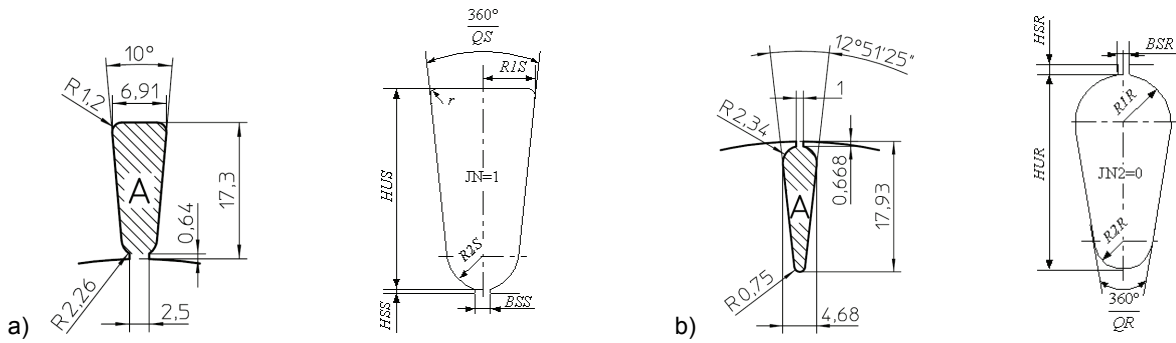 a)
10°
6,91
R1,2
A
17,3
0,64
R2,26
2,5
360°
QS
R1S
r
HUS
JN=1
R2S
HSS
BSS
b)
12°51'25"
1
R2,34
A
0,668
17,93
R0,75
4,68
HSR
BSR
R1R
HUR
JN2=0
R2R
360°
QR